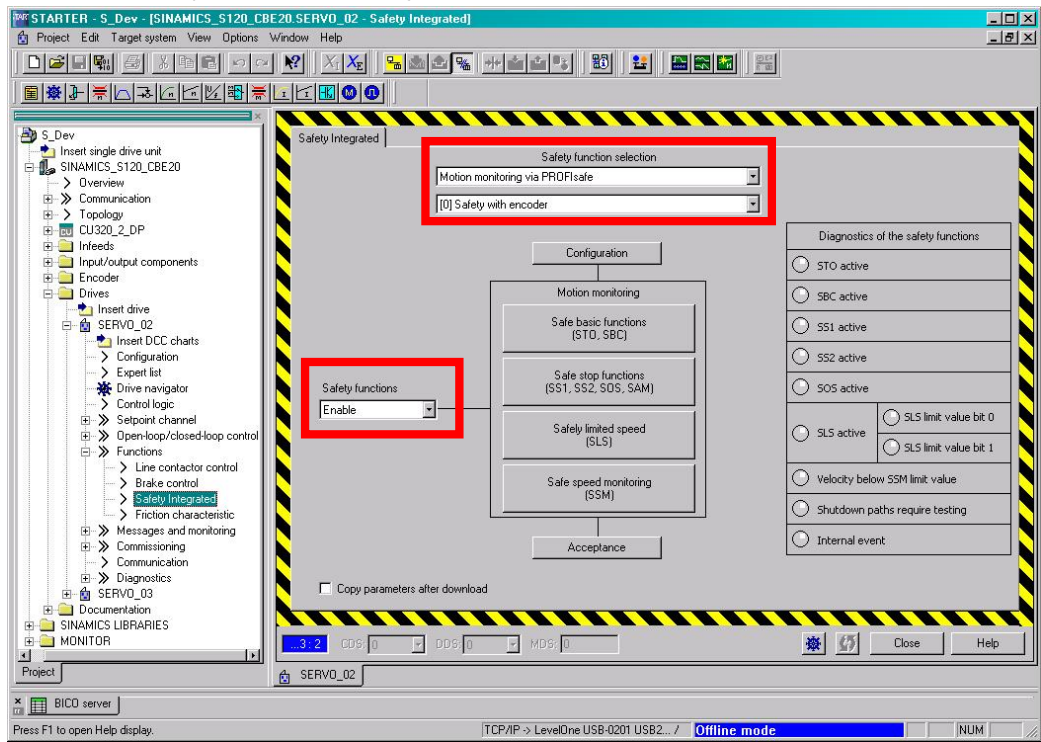 STARTER - S_Dev - [SINAMICS_S120_CBE20.SERVO_02 - Safety Integrated]
Project Edit Target system View Options Window Help
S_Dev
Insert single drive unit
SINAMICS_S120_CBE20
Overview
Communication
Topology
CU320_2_DP
Infeeds
Input/output components
Encoder
Drives
Insert drive
SERVO_02
Insert DCC charts
Configuration
Expert list
Drive navigator
Control logic
Setpoint channel
Open-loop/closed-loop control
Functions
Line contactor control
Brake control
Safety Integrated
Friction characteristic
Messages and monitoring
Commissioning
Communication
Diagnostics
SERVO_03
Documentation
SINAMICS LIBRARIES
MONITOR
Project
Safety Integrated
Safety function selection
Motion monitoring via PROFIsafe
[0] Safety with encoder
Configuration
Motion monitoring
Safe basic functions
(STO, SBC)
Safe stop functions
(SS1, SS2, SOS, SAM)
Safely limited speed
(SLS)
Safe speed monitoring
(SSM)
Acceptance
Safety functions
Enable
Copy parameters after download
Diagnostics of the safety functions
STO active
SBC active
SS1 active
SS2 active
SOS active
SLS active
SLS limit value bit 0
SLS limit value bit 1
Velocity below SSM limit value
Shutdown paths require testing
Internal event
...3 : 2 CDS: 0 DDS: 0 MDS: 0 Close Help
SERVO_02
BICO server
Press F1 to open Help display. TCP/IP -> LevelOne USB-0201 USB2... / Offline mode NUM